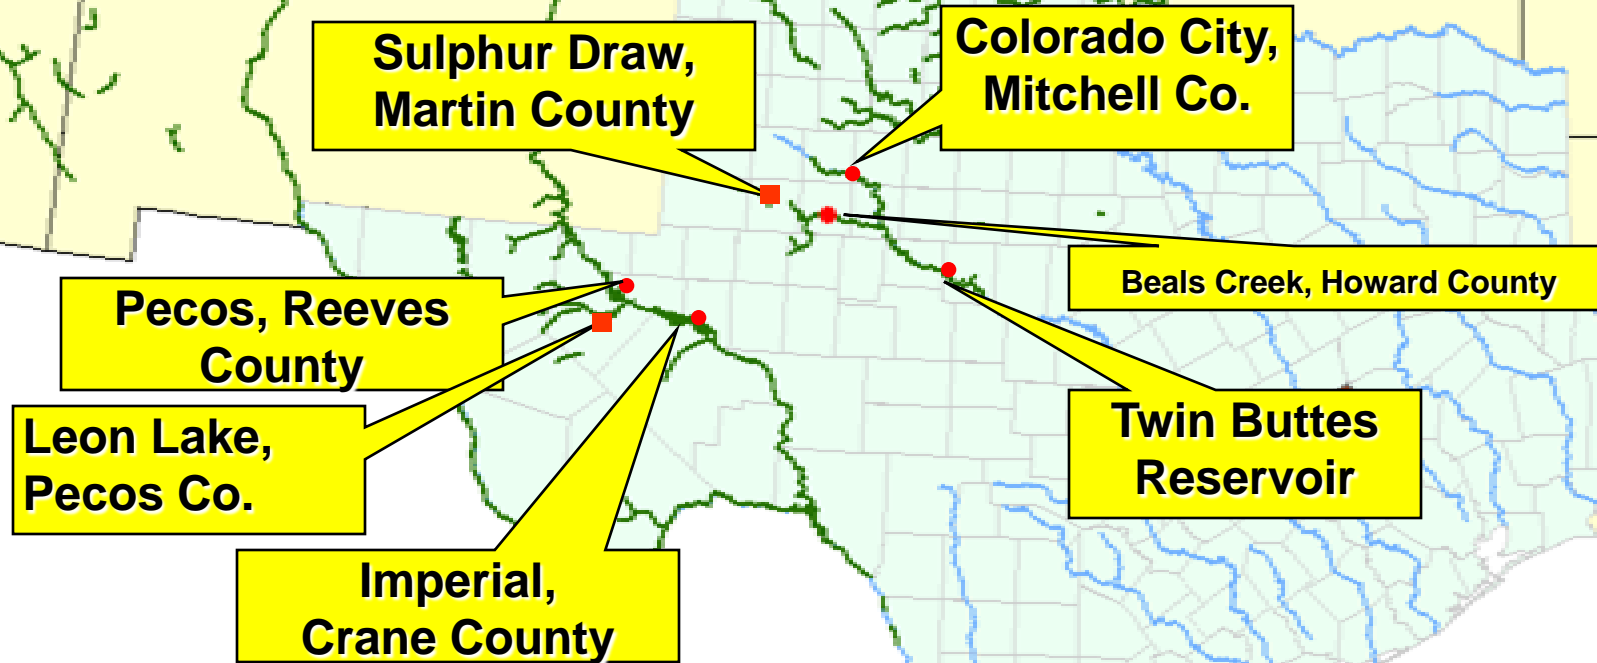 Sulphur Draw,
Martin County
Colorado City,
Mitchell Co.
Beals Creek, Howard County
Pecos, Reeves
County
Leon Lake,
Pecos Co.
Twin Buttes
Reservoir
Imperial,
Crane County